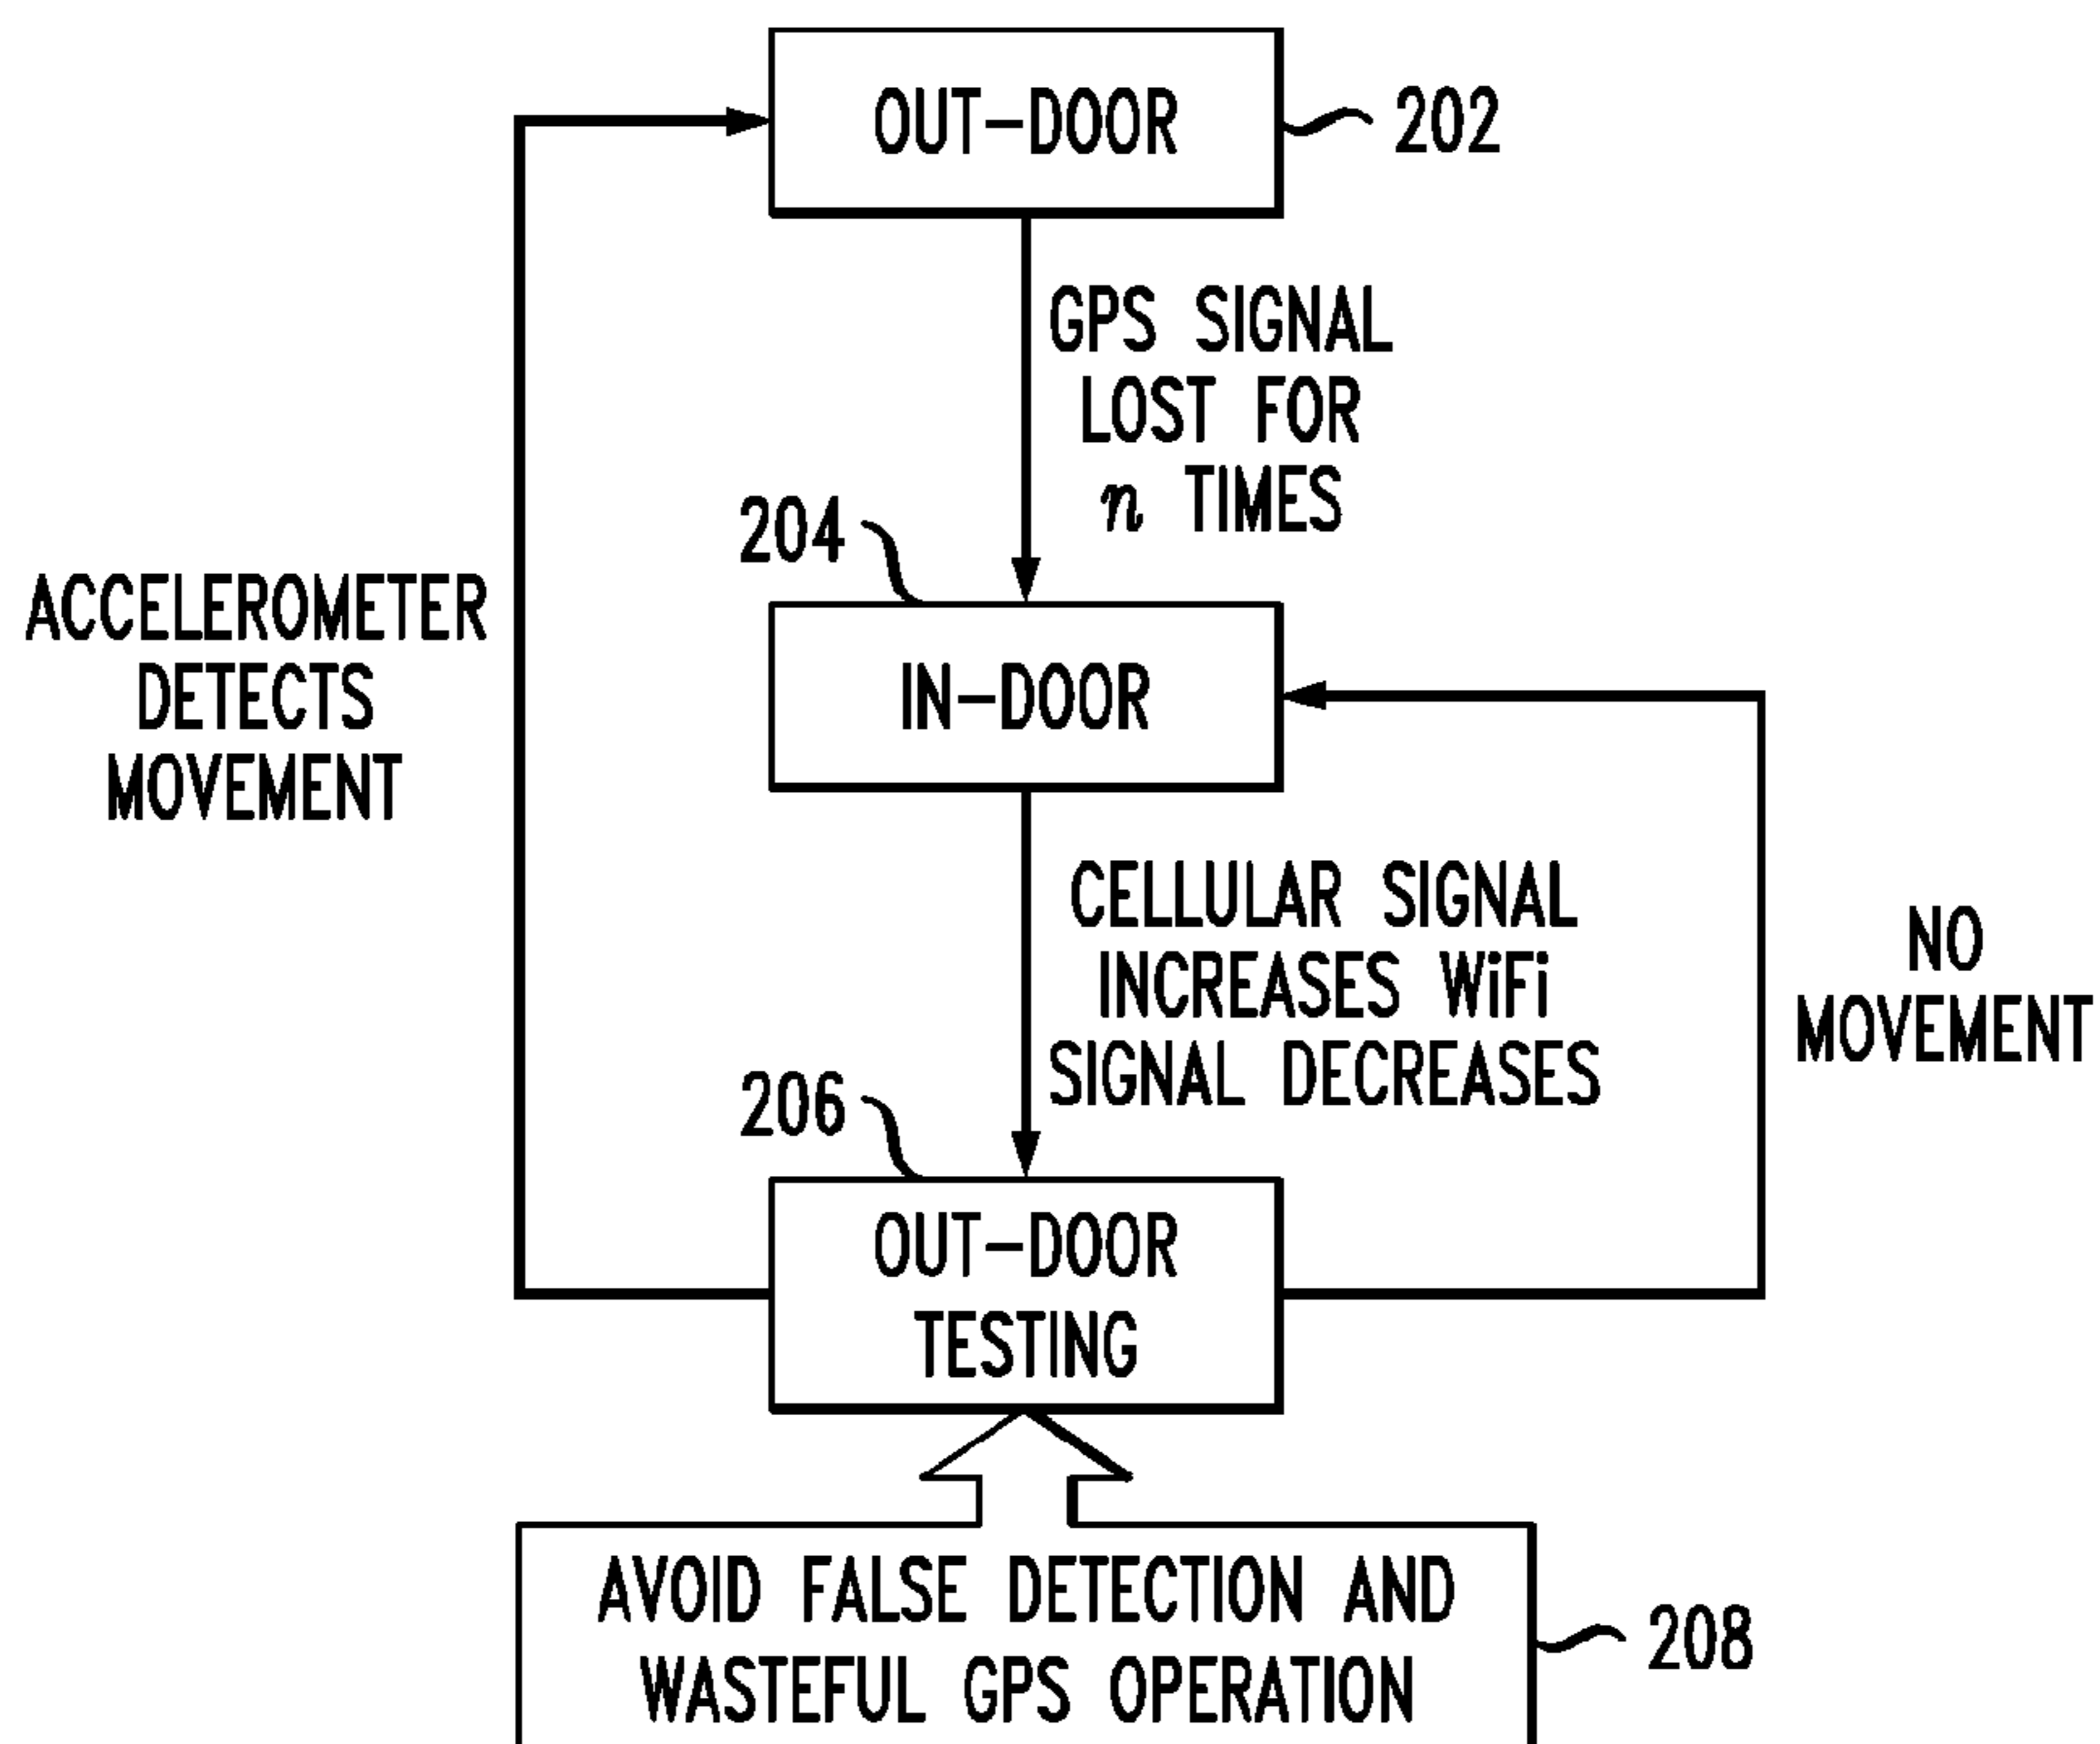 OUT-DOOR
202
GPS SIGNAL
LOST FOR
n TIMES
204
ACCELEROMETER
DETECTS
MOVEMENT
IN-DOOR
CELLULAR SIGNAL
INCREASES WiFi
SIGNAL DECREASES
NO
MOVEMENT
206
OUT-DOOR
TESTING
AVOID FALSE DETECTION AND
WASTEFUL GPS OPERATION
208